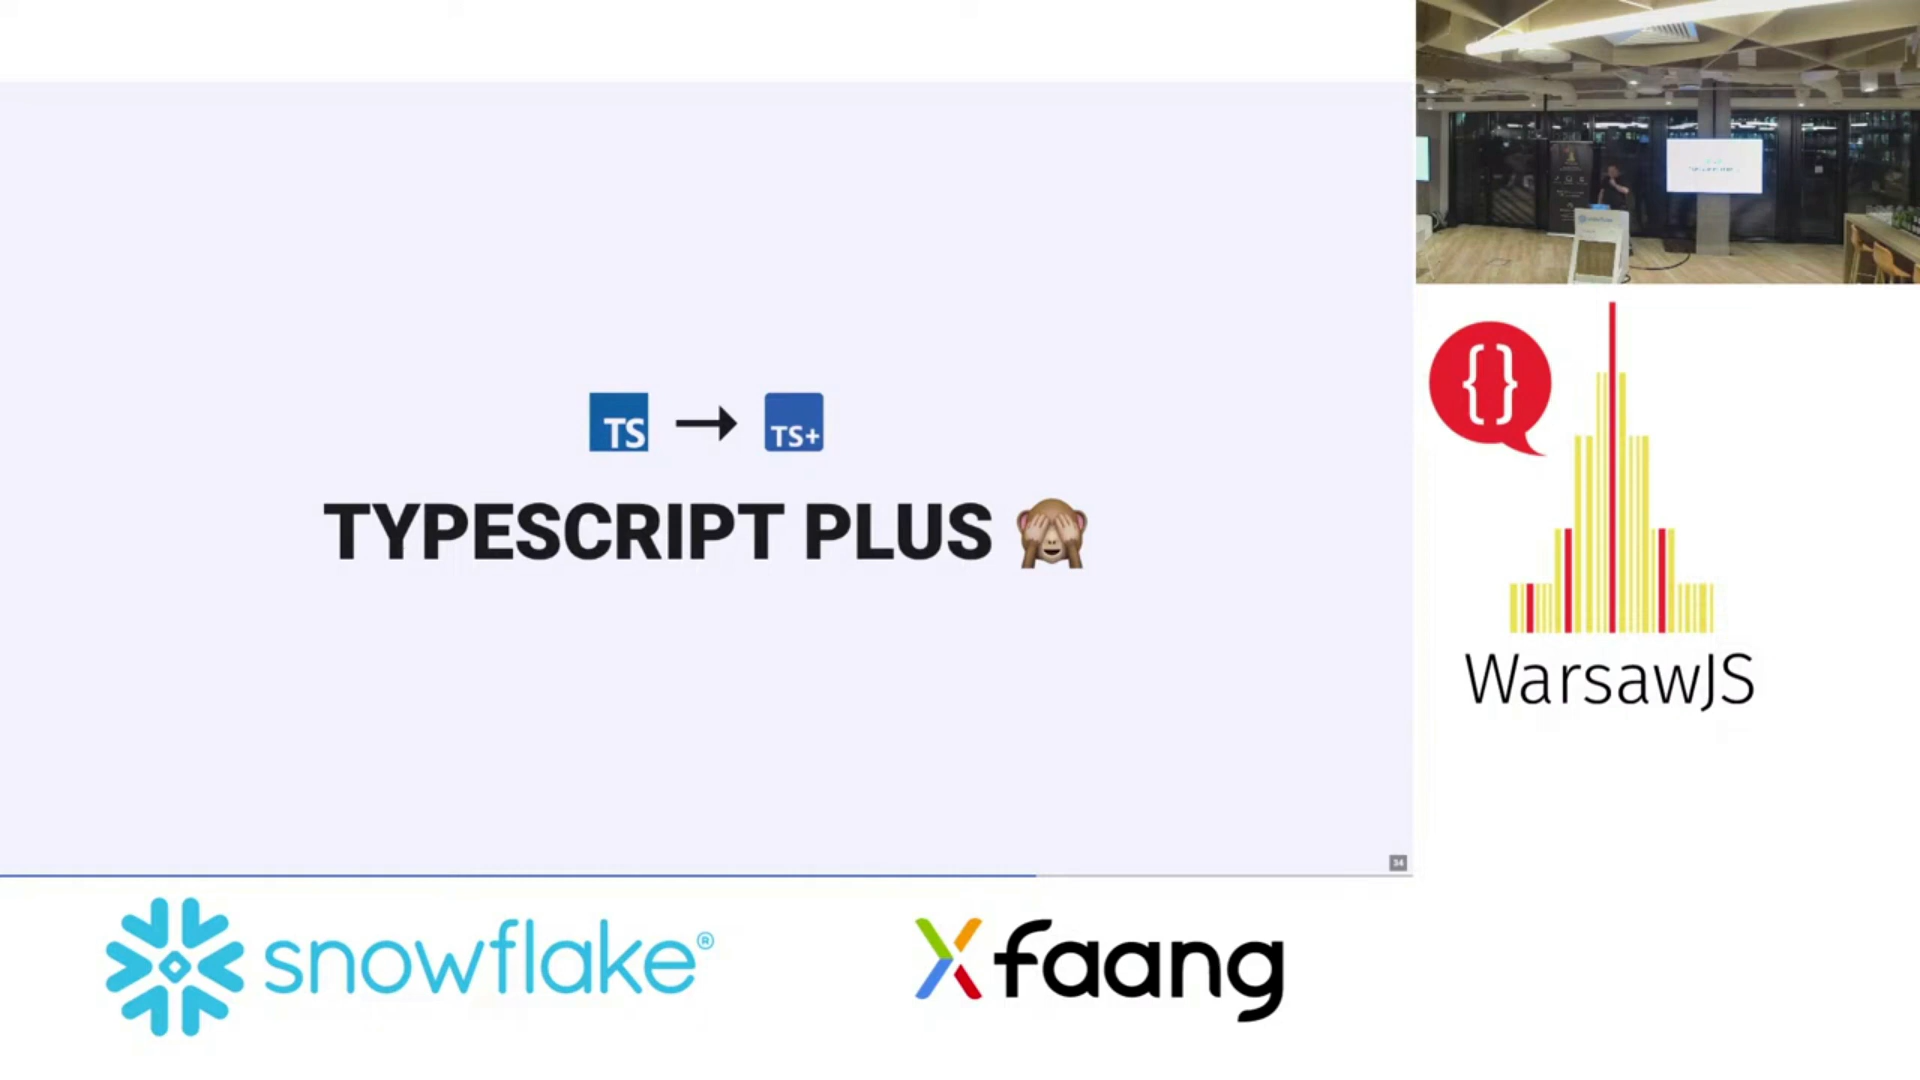 TS → TS+
TYPESCRIPT PLUS
34
{}
WarsawJS
snowflake®
X faang